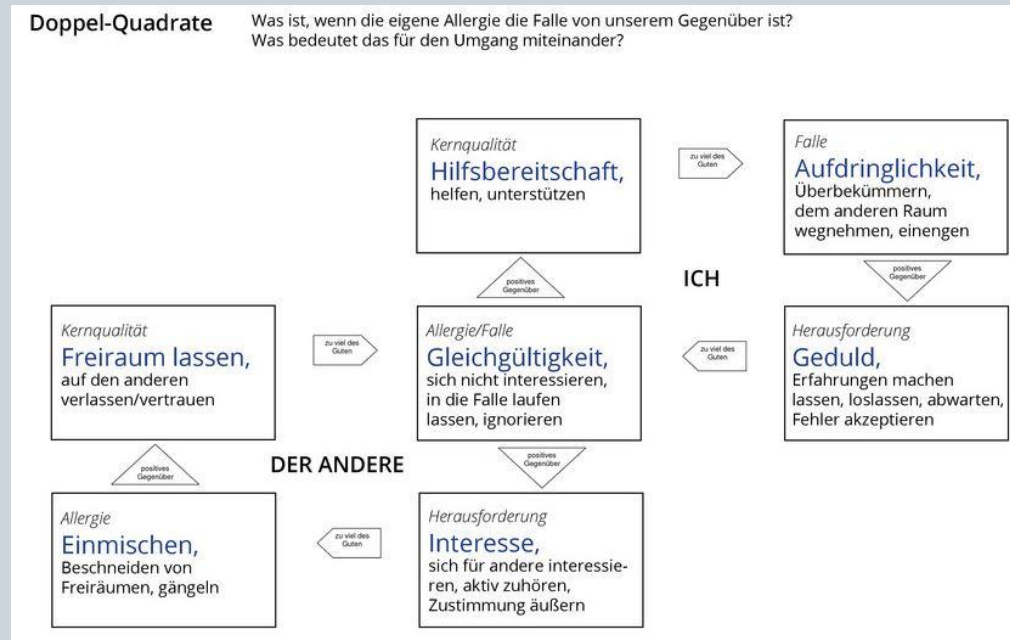 Doppel-Quadrate
Was ist, wenn die eigene Allergie die Falle von unserem Gegenüber ist?
Was bedeutet das für den Umgang miteinander?
Kernqualität
Hilfsbereitschaft,
helfen, unterstützen
zu viel des
Guten
Falle
Aufdringlichkeit,
Überbekümmern,
dem anderen Raum
wegnehmen, einengen
positives
Gegenüber
ICH
positives
Gegenüber
Kernqualität
Freiraum lassen,
auf den anderen
verlassen/vertrauen
zu viel des
Guten
Allergie/Falle
Gleichgültigkeit,
sich nicht interessieren,
in die Falle laufen
lassen, ignorieren
zu viel des
Guten
Herausforderung
Geduld,
Erfahrungen machen
lassen, loslassen, abwarten,
Fehler akzeptieren
positives
Gegenüber
DER ANDERE
positives
Gegenüber
Allergie
Einmischen,
Beschneiden von
Freiräumen, gängeln
zu viel des
Guten
Herausforderung
Interesse,
sich für andere interessie-
ren, aktiv zuhören,
Zustimmung äußern